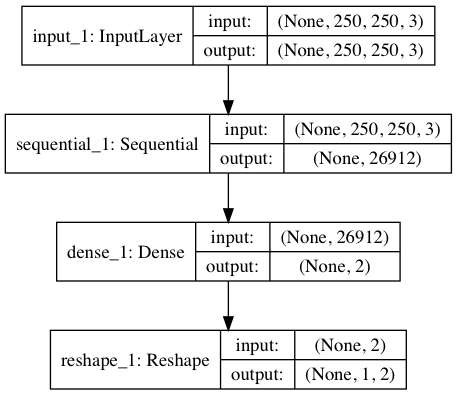 input_1: InputLayer
input: (None, 250, 250, 3)
output: (None, 250, 250, 3)
sequential_1: Sequential
input: (None, 250, 250, 3)
output: (None, 26912)
dense_1: Dense
input: (None, 26912)
output: (None, 2)
reshape_1: Reshape
input: (None, 2)
output: (None, 1, 2)